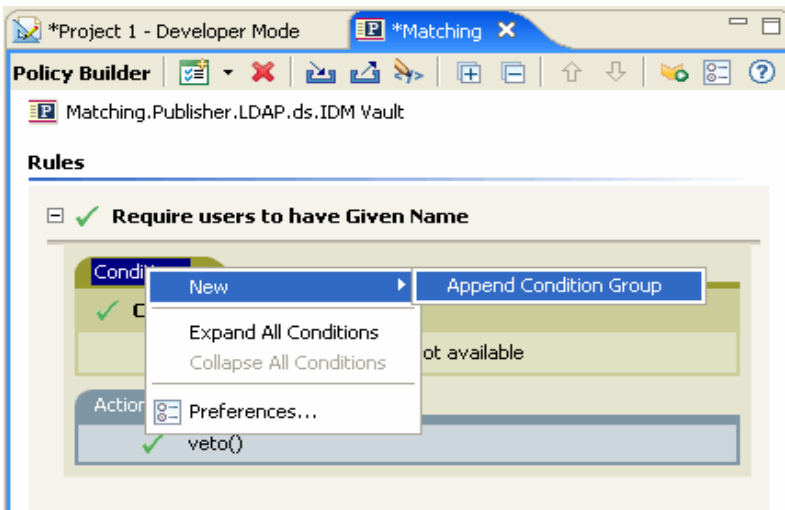 *Project 1 - Developer Mode
*Matching
Policy Builder
Matching.Publisher.LDAP.ds.IDM Vault
Rules
Require users to have Given Name
New
Append Condition Group
Expand All Conditions
ot available
Collapse All Conditions
Action
Preferences...
veto()